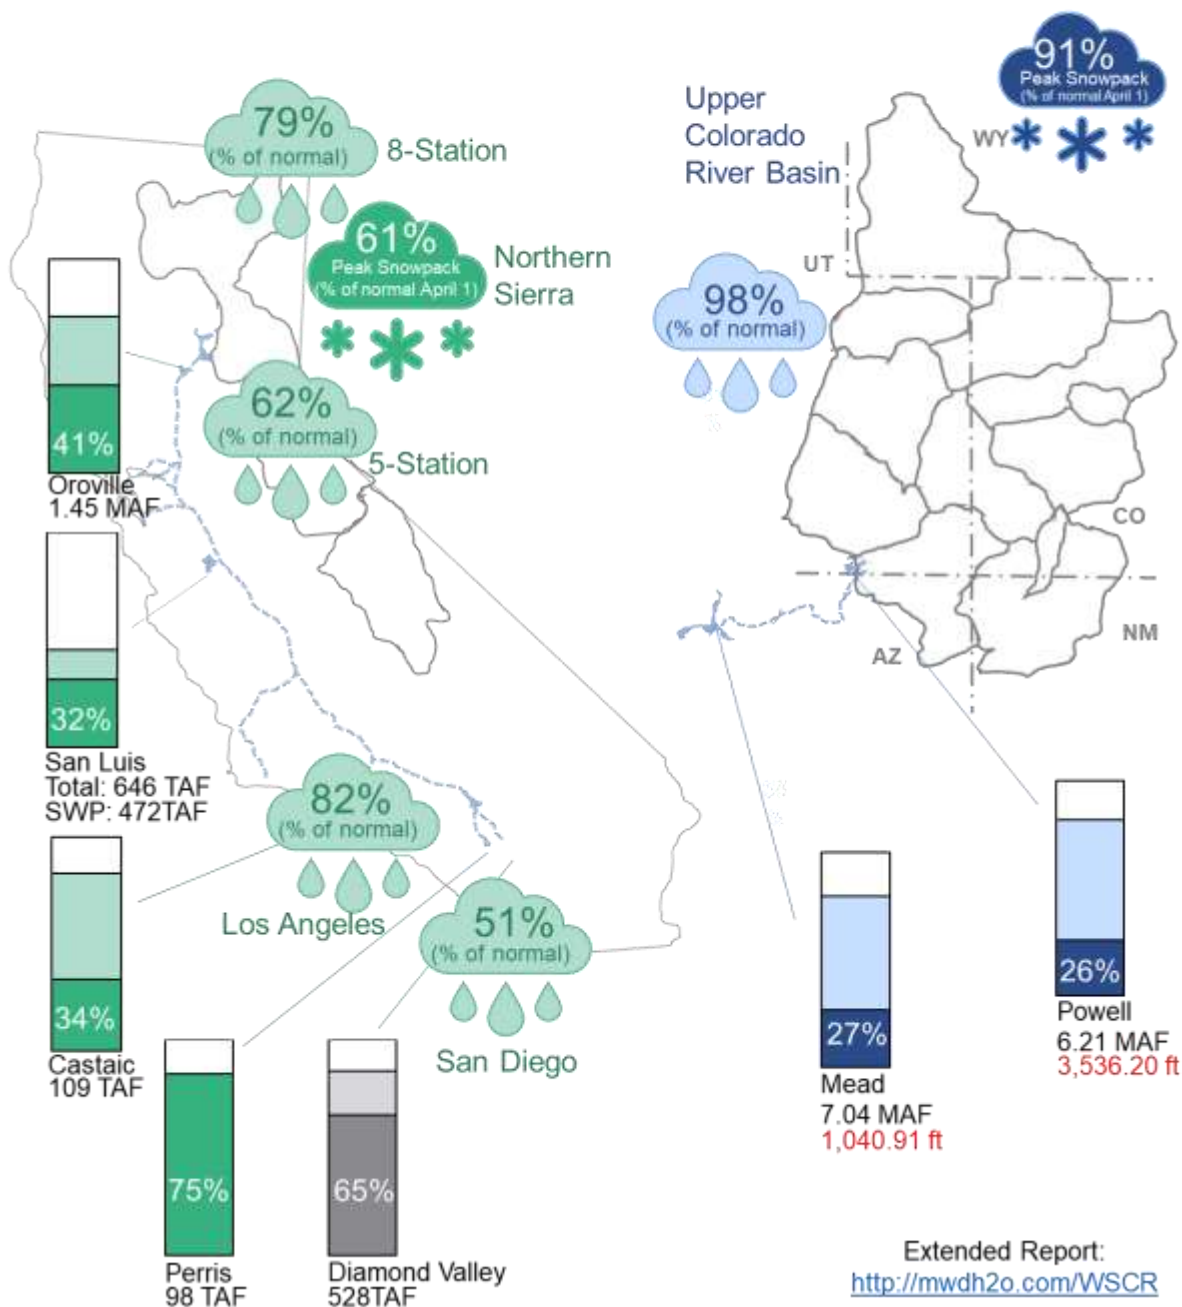 91%
Peak Snowpack
(% of normal April 1)
Upper
Colorado
River Basin
WY
79%
(% of normal)
8-Station
61%
Peak Snowpack
(% of normal April 1)
Northern
Sierra
UT
98%
(% of normal)
62%
(% of normal)
5-Station
41%
Oroville
1.45 MAF
CO
NM
AZ
32%
San Luis
Total: 646 TAF
SWP: 472TAF
82%
(% of normal)
Los Angeles
51%
(% of normal)
San Diego
34%
Castaic
109 TAF
75%
Perris
98 TAF
65%
Diamond Valley
528TAF
27%
Mead
7.04 MAF
1,040.91 ft
26%
Powell
6.21 MAF
3,536.20 ft
Extended Report:
http://mwdh2o.com/WSCR